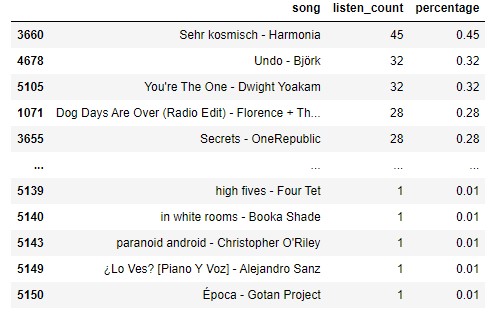 song listen_count percentage
3660 Sehr kosmisch - Harmonia 45 0.45
4678 Undo - Björk 32 0.32
5105 You're The One - Dwight Yoakam 32 0.32
1071 Dog Days Are Over (Radio Edit) - Florence + Th... 28 0.28
3655 Secrets - OneRepublic 28 0.28
... ... ... ...
5139 high fives - Four Tet 1 0.01
5140 in white rooms - Booka Shade 1 0.01
5143 paranoid android - Christopher O'Riley 1 0.01
5149 ¿Lo Ves? [Piano Y Voz] - Alejandro Sanz 1 0.01
5150 Época - Gotan Project 1 0.01